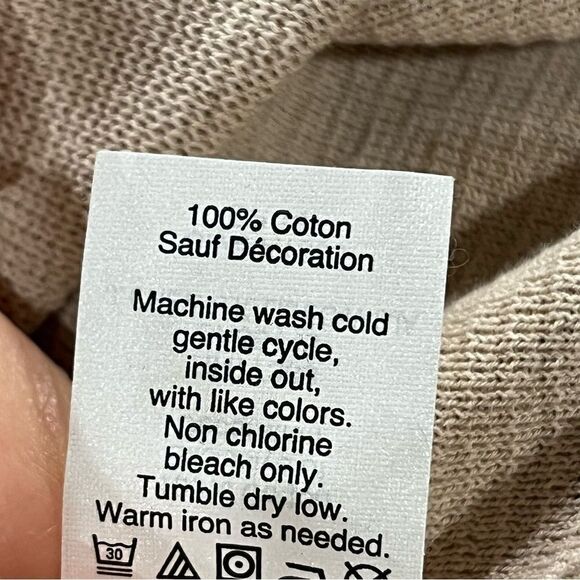 100% Coton
Sauf Décoration
Machine wash cold
gentle cycle,
inside out,
with like colors.
Non chlorine
bleach only.
Tumble dry low.
Warm iron as needed.
30